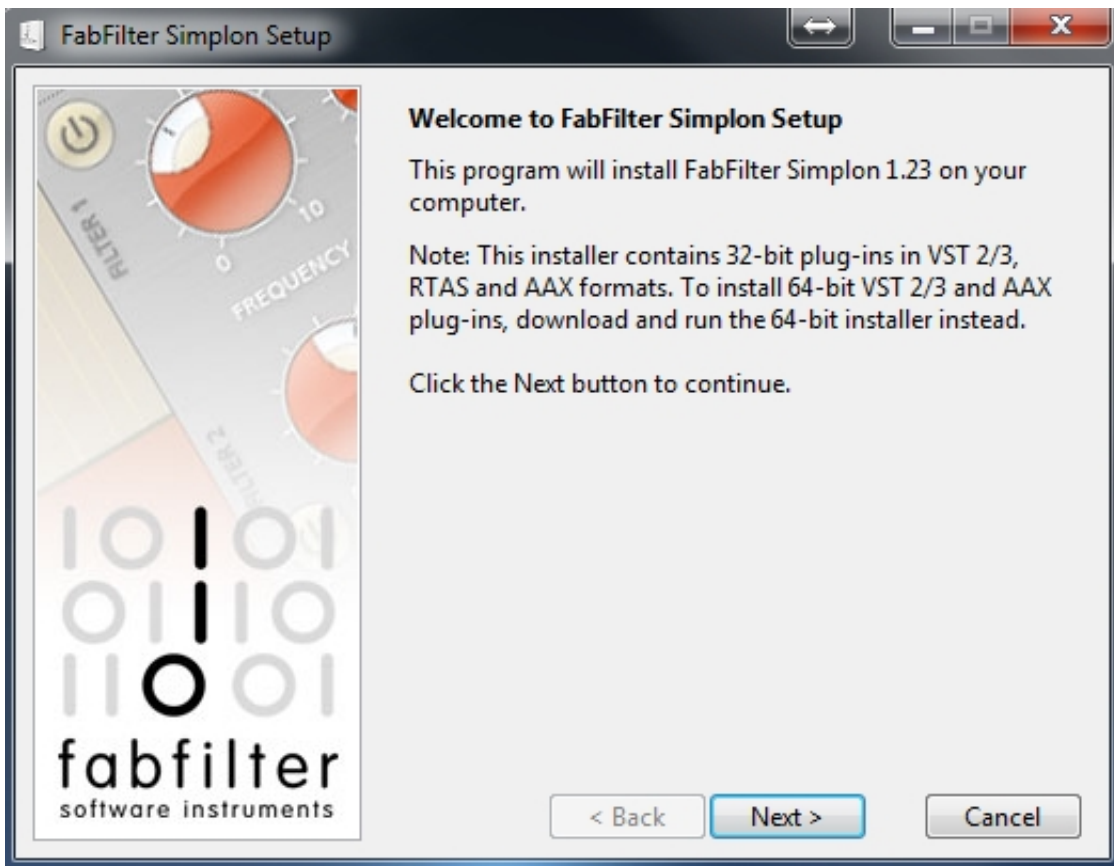 FabFilter Simplon Setup
FILTER 1
0
10
FREQUENCY
FILTER 2
1O1O1
O111O
11OO1
fabfilter
software instruments
Welcome to FabFilter Simplon Setup
This program will install FabFilter Simplon 1.23 on your
computer.
Note: This installer contains 32-bit plug-ins in VST 2/3,
RTAS and AAX formats. To install 64-bit VST 2/3 and AAX
plug-ins, download and run the 64-bit installer instead.
Click the Next button to continue.
< Back
Next >
Cancel